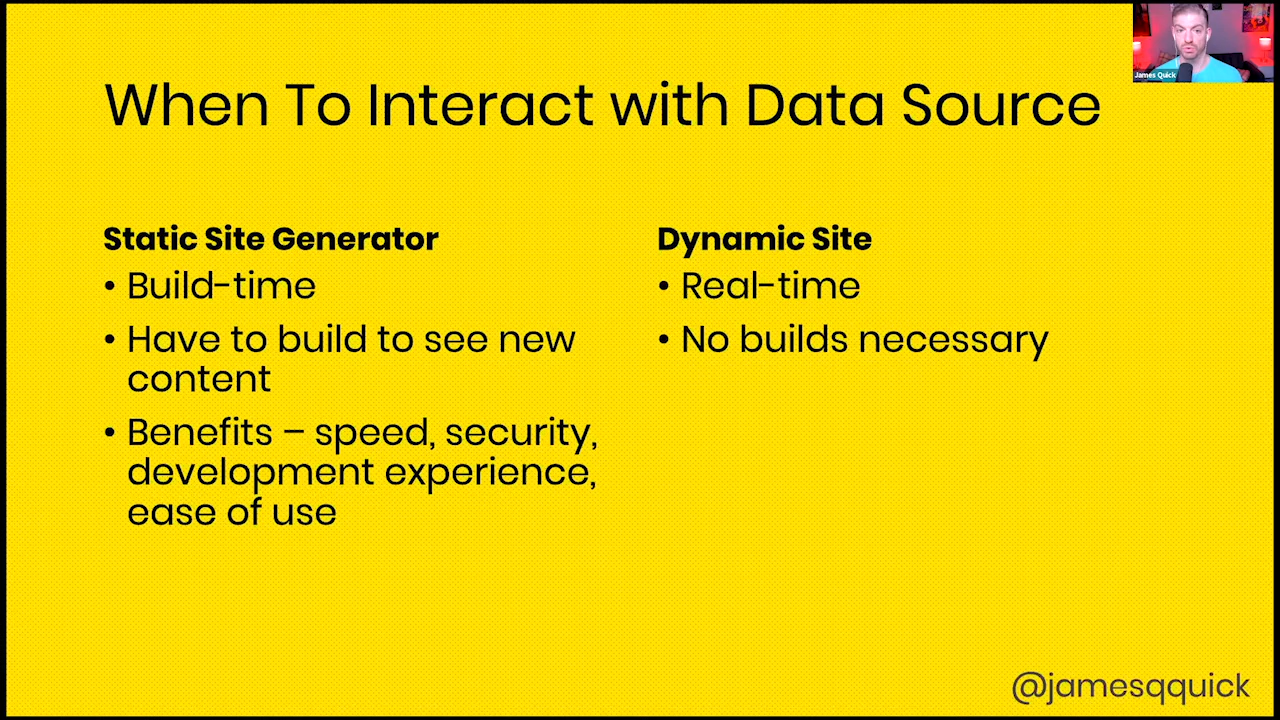 James Quick
When To Interact with Data Source
Static Site Generator
• Build-time
• Have to build to see new
content
• Benefits – speed, security,
development experience,
ease of use
Dynamic Site
• Real-time
• No builds necessary
@jamesqquick